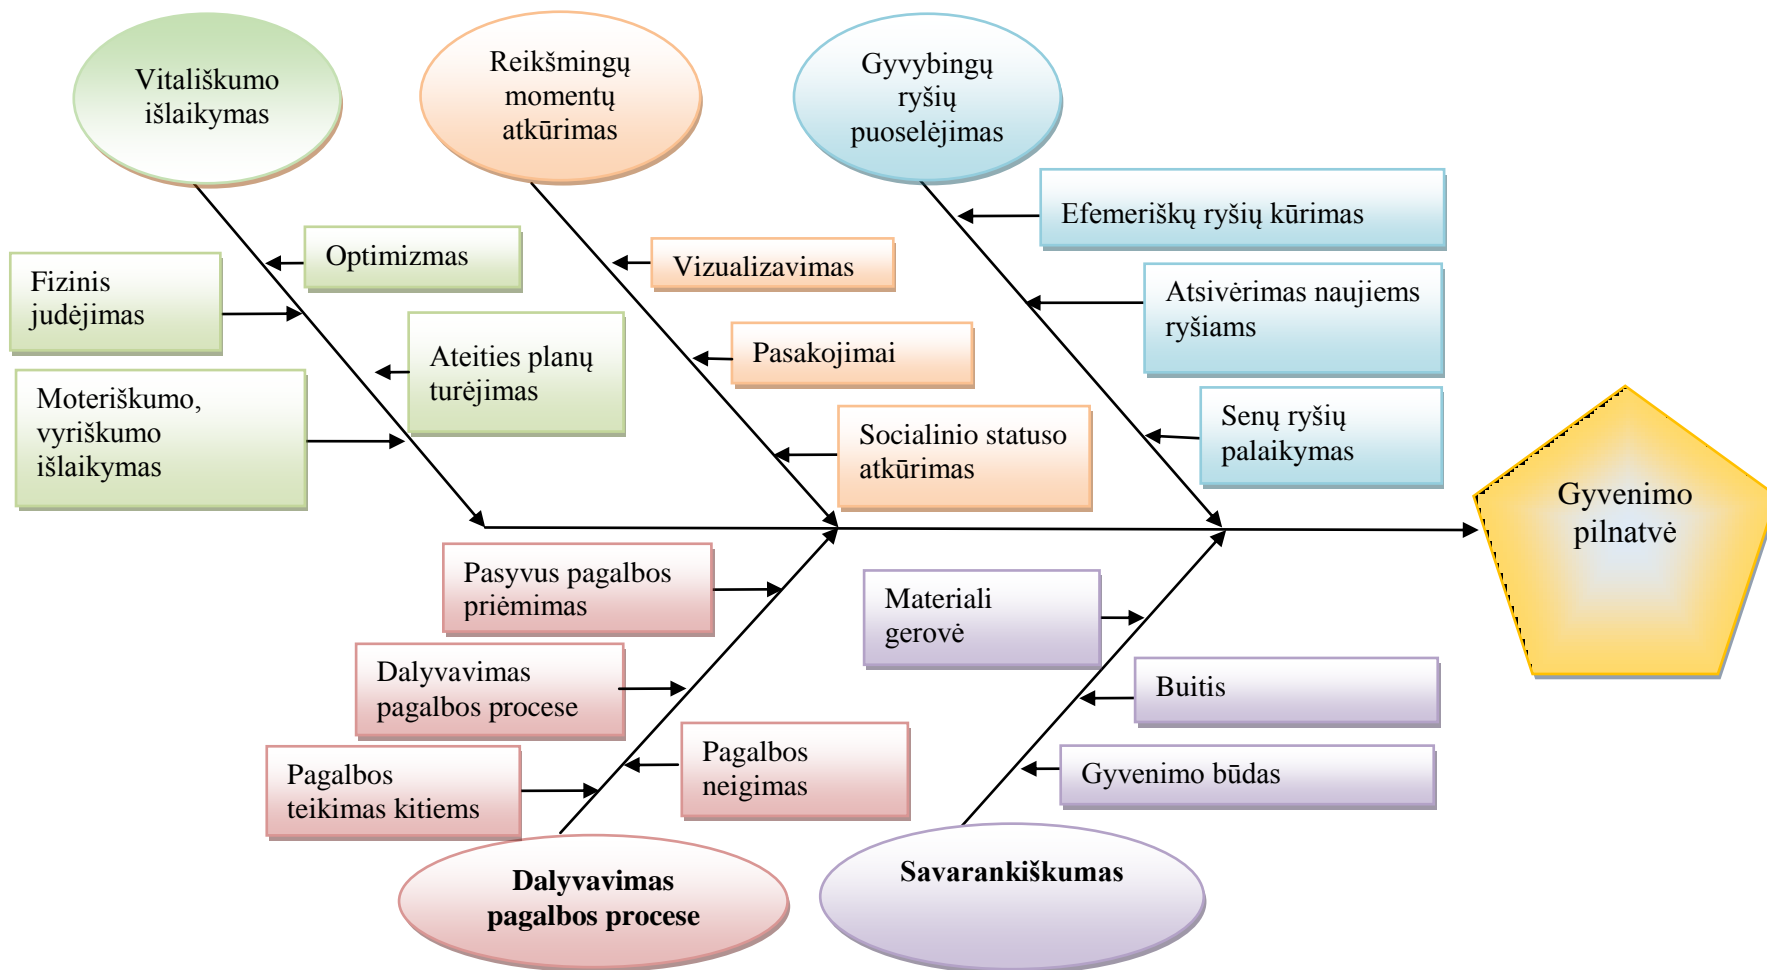 Vitališkumo
išlaikymas
Reikšmingų
momentų
atkūrimas
Gyvybingų
ryšių
puoselėjimas
Efemeriškų ryšių kūrimas
Optimizmas
Vizualizavimas
Fizinis
judėjimas
Atsivėrimas naujiems
ryšiams
Ateities planų
turėjimas
Pasakojimai
Moteriškumo,
vyriškumo
išlaikymas
Socialinio statuso
atkūrimas
Senų ryšių
palaikymas
Gyvenimo
pilnatvė
Pasyvus pagalbos
priėmimas
Materiali
gerovė
Dalyvavimas
pagalbos procese
Buitis
Pagalbos
teikimas kitiems
Pagalbos
neigimas
Gyvenimo būdas
Dalyvavimas
pagalbos procese
Savarankiškumas